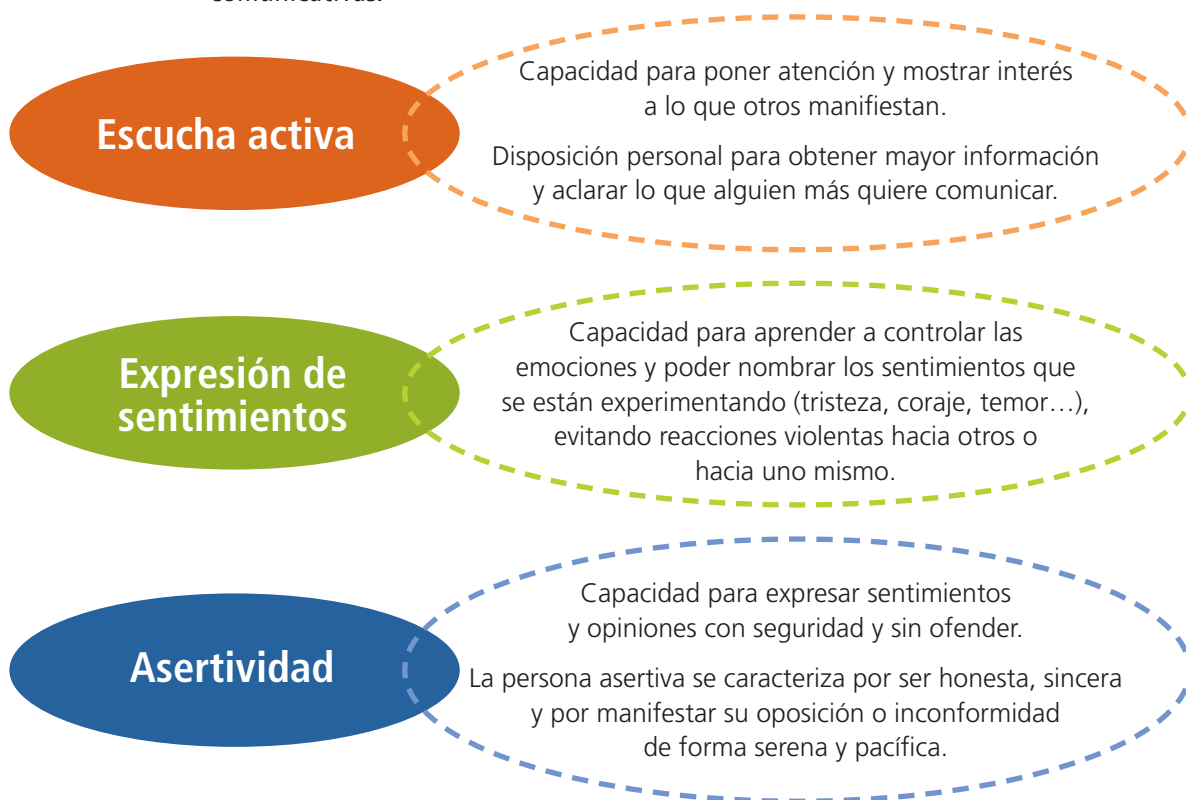 comunicativas.
Escucha activa
Capacidad para poner atención y mostrar interés
a lo que otros manifiestan.
Disposición personal para obtener mayor información
y aclarar lo que alguien más quiere comunicar.
Expresión de
sentimientos
Capacidad para aprender a controlar las
emociones y poder nombrar los sentimientos que
se están experimentando (tristeza, coraje, temor…),
evitando reacciones violentas hacia otros o
hacia uno mismo.
Asertividad
Capacidad para expresar sentimientos
y opiniones con seguridad y sin ofender.
La persona asertiva se caracteriza por ser honesta, sincera
y por manifestar su oposición o inconformidad
de forma serena y pacífica.